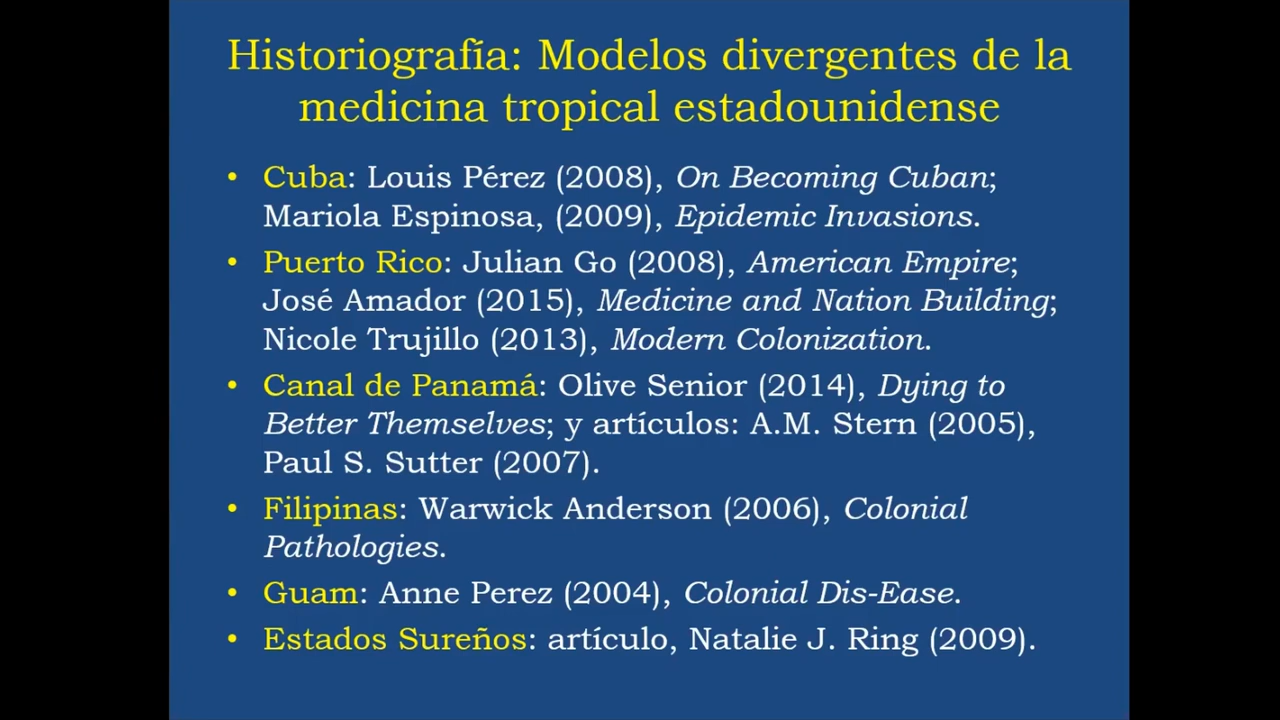 Historiografía: Modelos divergentes de la
medicina tropical estadounidense
• Cuba: Louis Pérez (2008), On Becoming Cuban;
Mariola Espinosa, (2009), Epidemic Invasions.
• Puerto Rico: Julian Go (2008), American Empire;
José Amador (2015), Medicine and Nation Building;
Nicole Trujillo (2013), Modern Colonization.
• Canal de Panamá: Olive Senior (2014), Dying to
Better Themselves; y artículos: A.M. Stern (2005),
Paul S. Sutter (2007).
• Filipinas: Warwick Anderson (2006), Colonial
Pathologies.
• Guam: Anne Perez (2004), Colonial Dis-Ease.
• Estados Sureños: artículo, Natalie J. Ring (2009).